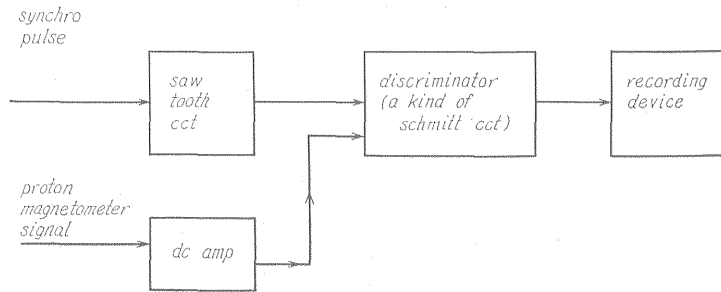 synchro
pulse
saw
tooth
cct
discriminator
(a kind of
schmitt cct)
recording
device
proton
magnetometer
signal
dc amp